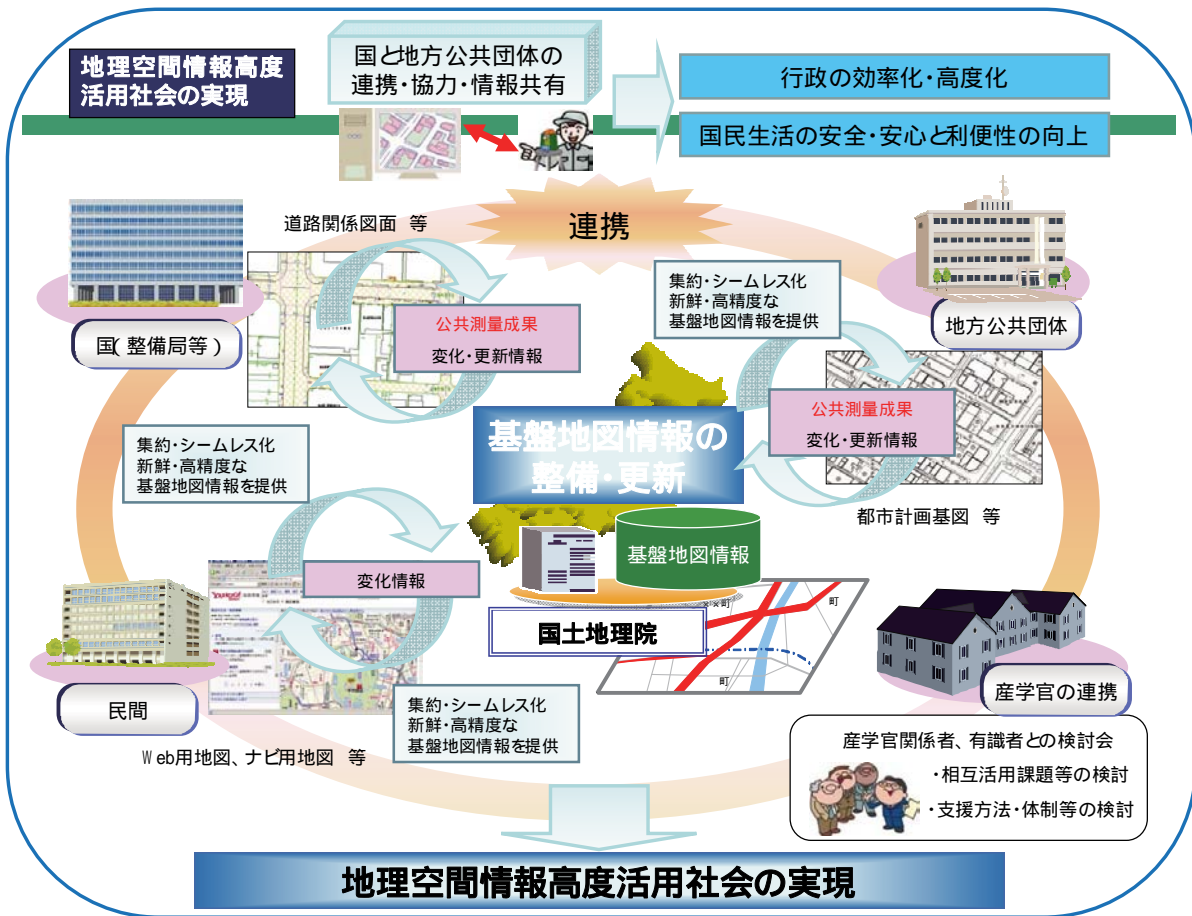 地理空間情報高度
活用社会の実現
国と地方公共団体の
連携・協力・情報共有
行政の効率化・高度化
国民生活の安全・安心と利便性の向上
連携
道路関係図面 等
公共測量成果
変化・更新情報
国(整備局等)
集約・シームレス化
新鮮・高精度な
基盤地図情報を提供
地方公共団体
公共測量成果
変化・更新情報
都市計画基図 等
集約・シームレス化
新鮮・高精度な
基盤地図情報を提供
基盤地図情報の
整備・更新
基盤地図情報
国土地理院
××町
町
町
変化情報
YAHOO!
民間
Web用地図、ナビ用地図 等
集約・シームレス化
新鮮・高精度な
基盤地図情報を提供
産学官の連携
産学官関係者、有識者との検討会
・相互活用課題等の検討
・支援方法・体制等の検討
地理空間情報高度活用社会の実現